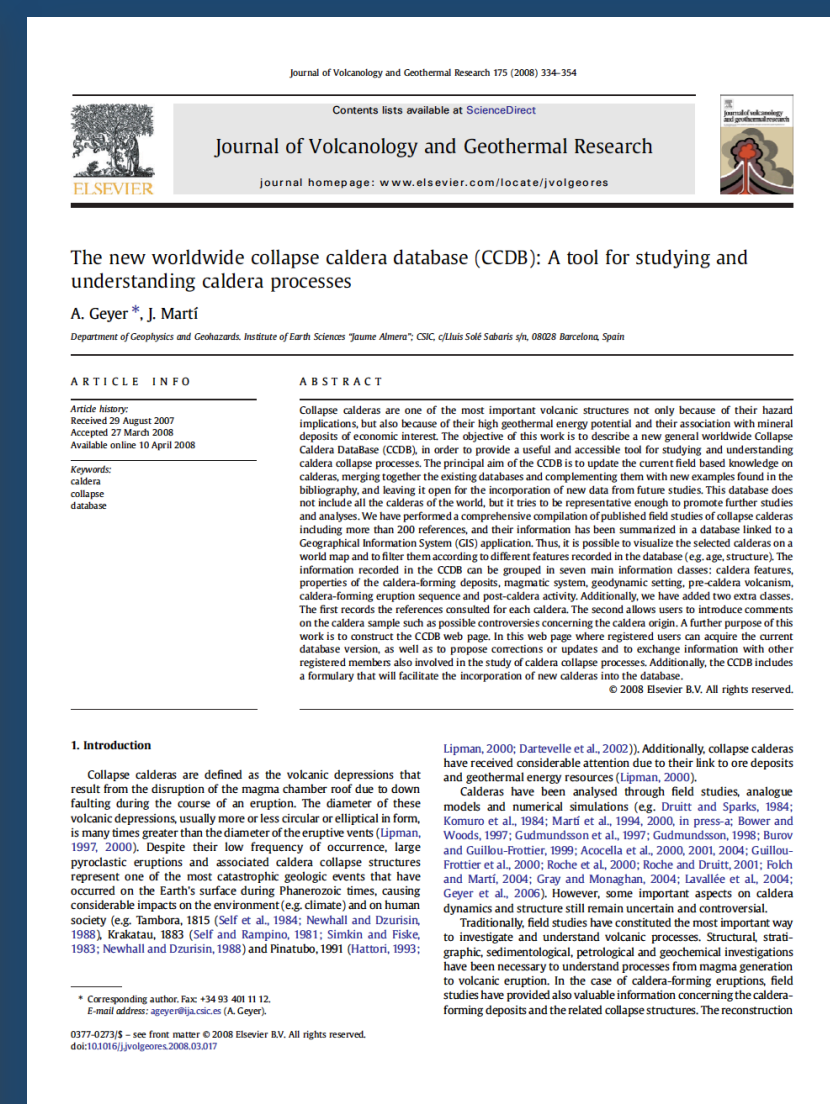 Journal of Volcanology and Geothermal Research 175 (2008) 334–354
Contents lists available at ScienceDirect
Journal of Volcanology and Geothermal Research
journal homepage: www.elsevier.com/locate/jvolgeores
ELSEVIER
Journal of volcanology
and geothermal research
The new worldwide collapse caldera database (CCDB): A tool for studying and
understanding caldera processes
A. Geyer *, J. Martí
Department of Geophysics and Geohazards. Institute of Earth Sciences "Jaume Almera"; CSIC, c/Lluis Solé Sabaris s/n, 08028 Barcelona, Spain
ARTICLE INFO
Article history:
Received 29 August 2007
Accepted 27 March 2008
Available online 10 April 2008
Keywords:
caldera
collapse
database
ABSTRACT
Collapse calderas are one of the most important volcanic structures not only because of their hazard
implications, but also because of their high geothermal energy potential and their association with mineral
deposits of economic interest. The objective of this work is to describe a new general worldwide Collapse
Caldera DataBase (CCDB), in order to provide a useful and accessible tool for studying and understanding
caldera collapse processes. The principal aim of the CCDB is to update the current field based knowledge on
calderas, merging together the existing databases and complementing them with new examples found in the
bibliography, and leaving it open for the incorporation of new data from future studies. This database does
not include all the calderas of the world, but it tries to be representative enough to promote further studies
and analyses. We have performed a comprehensive compilation of published field studies of collapse calderas
including more than 200 references, and their information has been summarized in a database linked to a
Geographical Information System (GIS) application. Thus, it is possible to visualize the selected calderas on a
world map and to filter them according to different features recorded in the database (e.g. age, structure). The
information recorded in the CCDB can be grouped in seven main information classes: caldera features,
properties of the caldera-forming deposits, magmatic system, geodynamic setting, pre-caldera volcanism,
caldera-forming eruption sequence and post-caldera activity. Additionally, we have added two extra classes.
The first records the references consulted for each caldera. The second allows users to introduce comments
on the caldera sample such as possible controversies concerning the caldera origin. A further purpose of this
work is to construct the CCDB web page. In this web page where registered users can acquire the current
database version, as well as to propose corrections or updates and to exchange information with other
registered members also involved in the study of caldera collapse processes. Additionally, the CCDB includes
a formulary that will facilitate the incorporation of new calderas into the database.
© 2008 Elsevier B.V. All rights reserved.
1. Introduction
Collapse calderas are defined as the volcanic depressions that
result from the disruption of the magma chamber roof due to down
faulting during the course of an eruption. The diameter of these
volcanic depressions, usually more or less circular or elliptical in form,
is many times greater than the diameter of the eruptive vents (Lipman,
1997, 2000). Despite their low frequency of occurrence, large
pyroclastic eruptions and associated caldera collapse structures
represent one of the most catastrophic geologic events that have
occurred on the Earth's surface during Phanerozoic times, causing
considerable impacts on the environment (e.g. climate) and on human
society (e.g. Tambora, 1815 (Self et al., 1984; Newhall and Dzurisin,
1988), Krakatau, 1883 (Self and Rampino, 1981; Simkin and Fiske,
1983; Newhall and Dzurisin, 1988) and Pinatubo, 1991 (Hattori, 1993;
* Corresponding author. Fax: +34 93 401 11 12.
E-mail address: ageyer@ija.csic.es (A. Geyer).
0377-0273/$ – see front matter © 2008 Elsevier B.V. All rights reserved.
doi:10.1016/j.jvolgeores.2008.03.017
Lipman, 2000; Dartevelle et al., 2002)). Additionally, collapse calderas
have received considerable attention due to their link to ore deposits
and geothermal energy resources (Lipman, 2000).
Calderas have been analysed through field studies, analogue
models and numerical simulations (e.g. Druitt and Sparks, 1984;
Komuro et al., 1984; Martí et al., 1994, 2000, in press-a; Bower and
Woods, 1997; Gudmundsson et al., 1997; Gudmundsson, 1998; Burov
and Guillou-Frottier, 1999; Acocella et al., 2000, 2001, 2004; Guillou-
Frottier et al., 2000; Roche et al., 2000; Roche and Druitt, 2001; Folch
and Martí, 2004; Gray and Monaghan, 2004; Lavallée et al., 2004;
Geyer et al., 2006). However, some important aspects on caldera
dynamics and structure still remain uncertain and controversial.
Traditionally, field studies have constituted the most important way
to investigate and understand volcanic processes. Structural, strati-
graphic, sedimentological, petrological and geochemical investigations
have been necessary to understand processes from magma generation
to volcanic eruption. In the case of caldera-forming eruptions, field
studies have provided also valuable information concerning the caldera-
forming deposits and the related collapse structures. The reconstruction